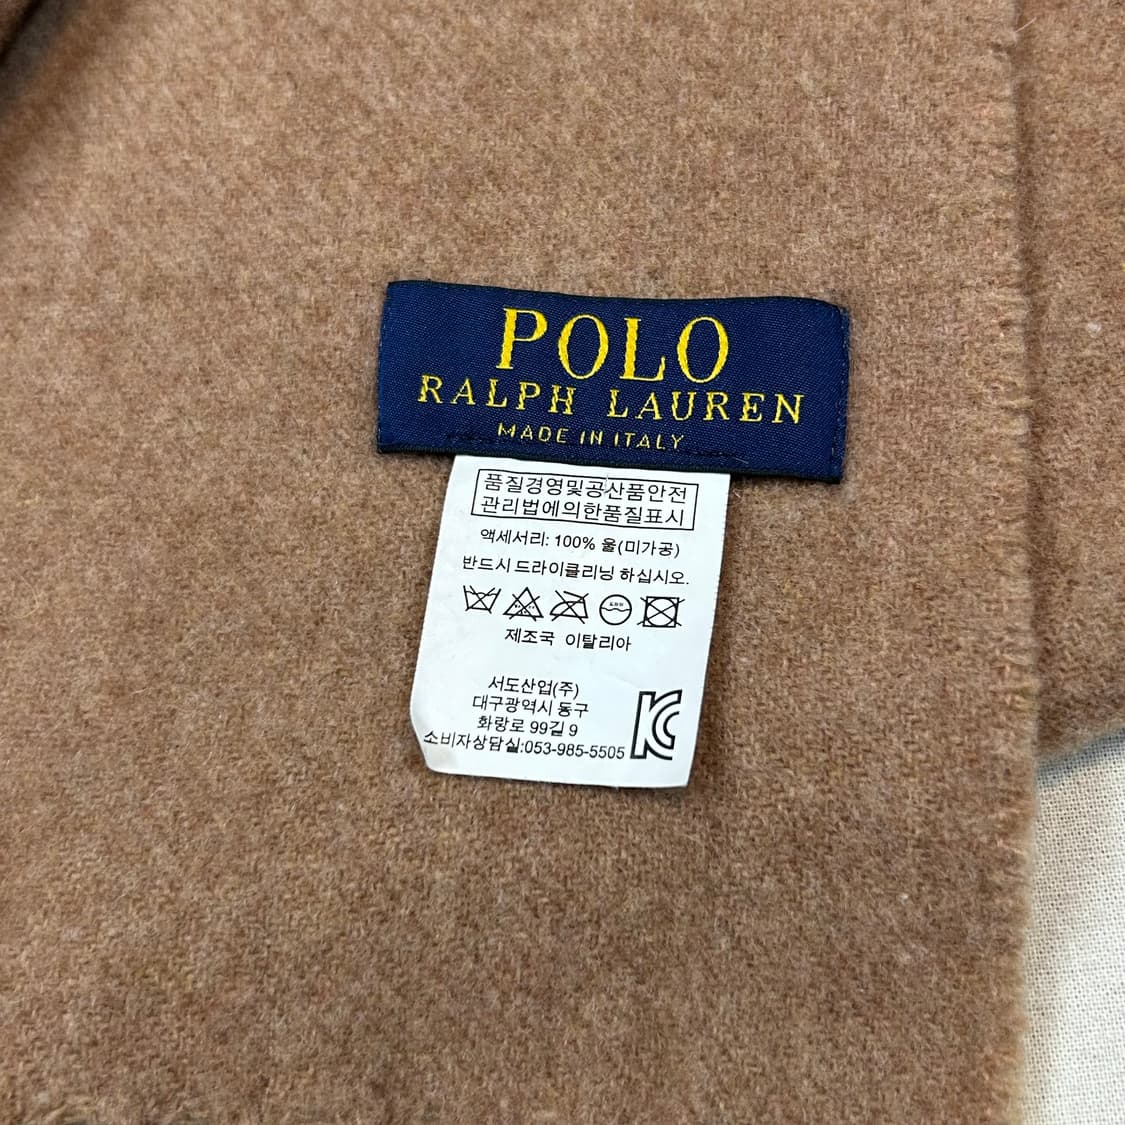 POLO
RALPH LAUREN
MADE IN ITALY
품질경영및공산품안전
관리법에의한품질표시
액세서리: 100% 울(미가공)
반드시 드라이클리닝 하십시오.
제조국 이탈리아
서도산업(주)
대구광역시 동구
화랑로 99길 9
소비자상담실:053-985-5505
KC